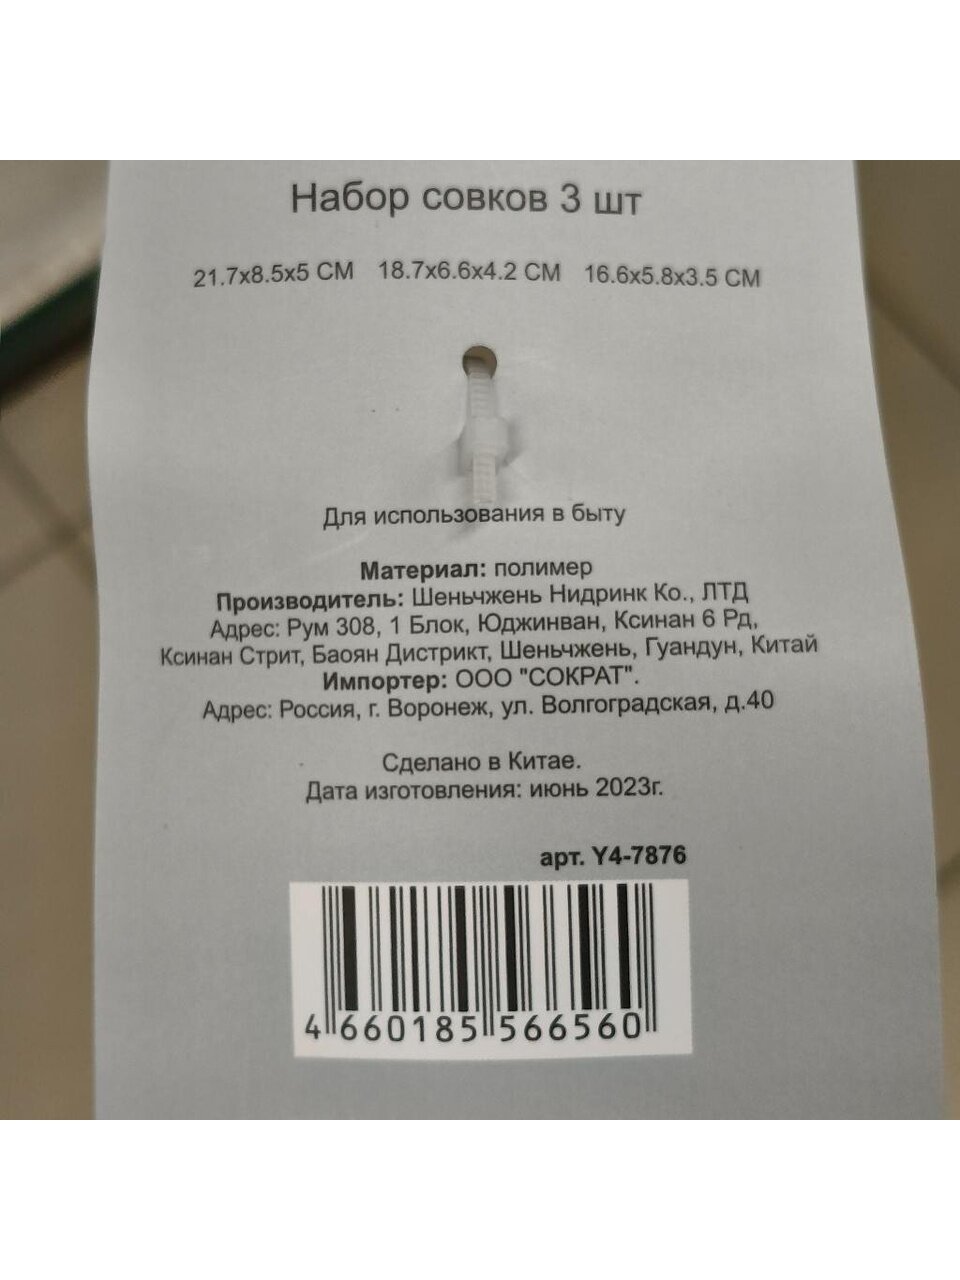 Набор совков 3 шт
21.7x8.5x5 СМ 18.7x6.6x4.2 СМ 16.6x5.8x3.5 СМ
Для использования в быту
Материал: полимер
Производитель: Шеньчжень Нидринк Ко., ЛТД
Адрес: Рум 308, 1 Блок, Юджинван, Ксинан 6 Рд,
Ксинан Стрит, Баоян Дистрикт, Шеньчжень, Гуандун, Китай
Импортер: ООО "СОКРАТ".
Адрес: Россия, г. Воронеж, ул. Волгоградская, д.40
Сделано в Китае.
Дата изготовления: июнь 2023г.
арт. Y4-7876
4 660185 566560